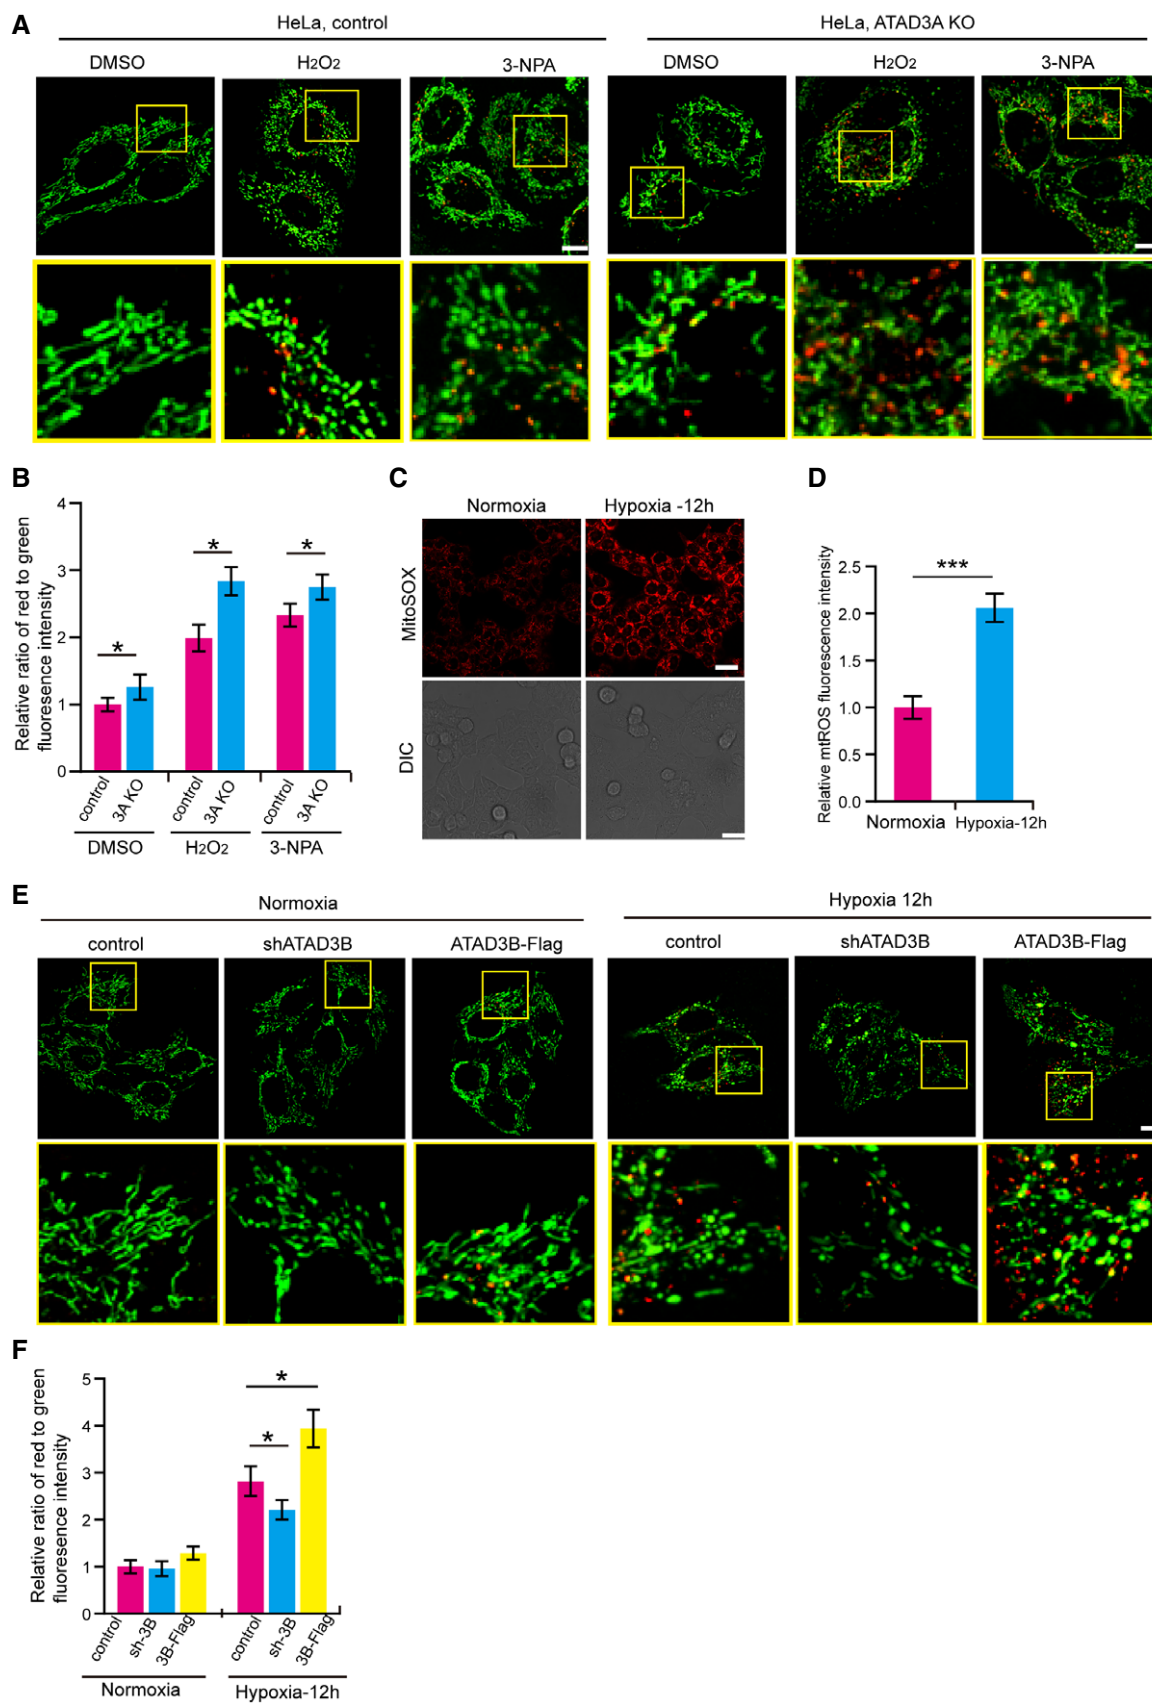 A
HeLa, control
HeLa, ATAD3A KO
DMSO
H2O2
3-NPA
DMSO
H2O2
3-NPA
B
Relative ratio of red to green
fluoresence intensity
4
3
2
1
0
*
*
*
control
3A KO
control
3A KO
control
3A KO
DMSO
H2O2
3-NPA
C
Normoxia
Hypoxia -12h
MitoSOX
DIC
D
Relative mtROS fluorescence intensity
2.5
2.0
1.5
1.0
0.5
0.0
***
Normoxia
Hypoxia-12h
E
Normoxia
Hypoxia 12h
control
shATAD3B
ATAD3B-Flag
control
shATAD3B
ATAD3B-Flag
F
Relative ratio of red to green
fluoresence intensity
5
4
3
2
1
0
*
*
control
sh-3B
3B-Flag
control
sh-3B
3B-Flag
Normoxia
Hypoxia-12h